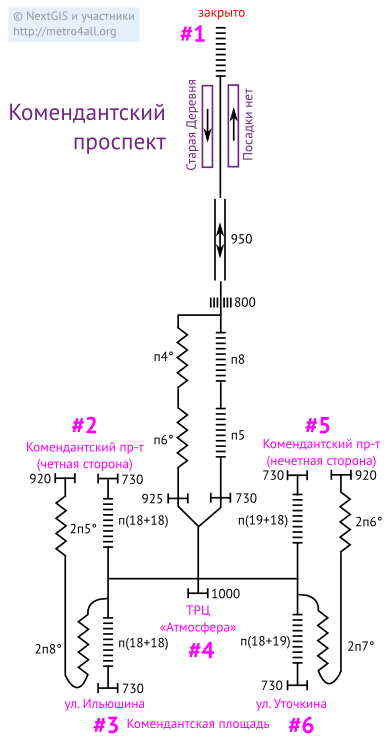 © NextGIS и участники
http://metro4all.org
закрыто
#1
Комендантский
проспект
Старая Деревня
Посадки нет
950
800
п4°
п8
п6°
п5
#2
Комендантский пр-т
(четная сторона)
#5
Комендантский пр-т
(нечетная сторона)
920
730
925
730
730
920
2п5°
п(18+18)
п(19+18)
2п6°
1000
ТРЦ
«Атмосфера»
#4
2п8°
п(18+18)
п(18+19)
2п7°
730
730
ул. Ильюшина
ул. Уточкина
#3
Комендантская площадь
#6